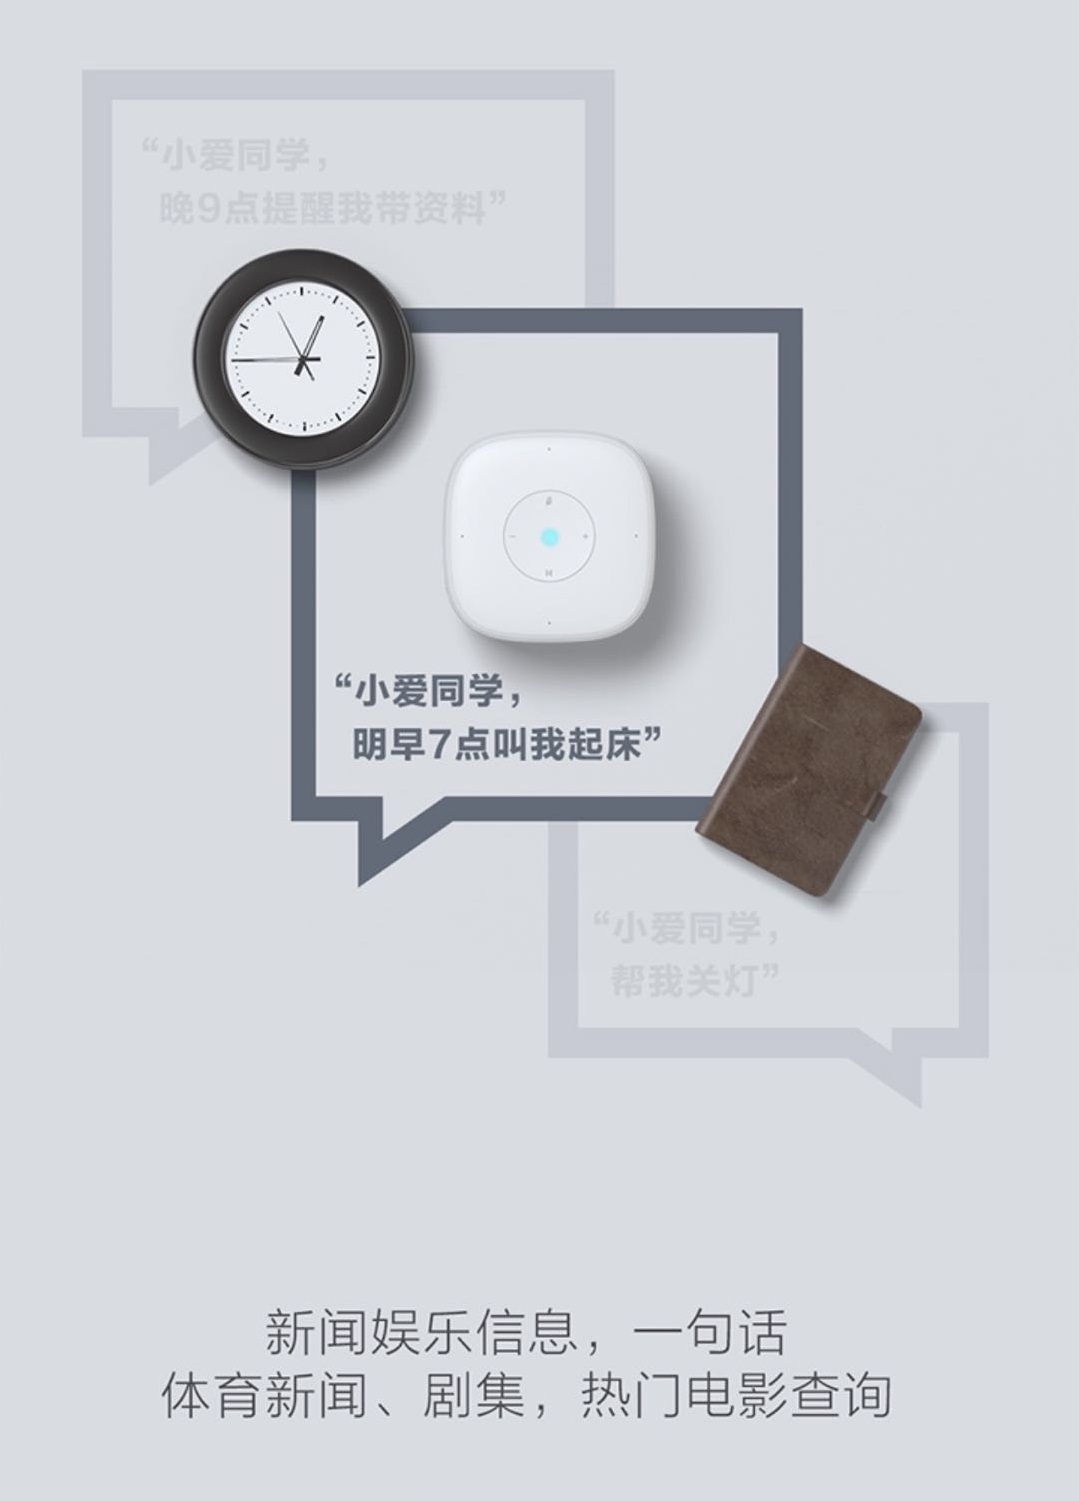 “小爱同学，
晚9点提醒我带资料”
“小爱同学，
明早7点叫我起床”
“小爱同学，
帮我关灯”
新闻娱乐信息，一句话
体育新闻、剧集，热门电影查询